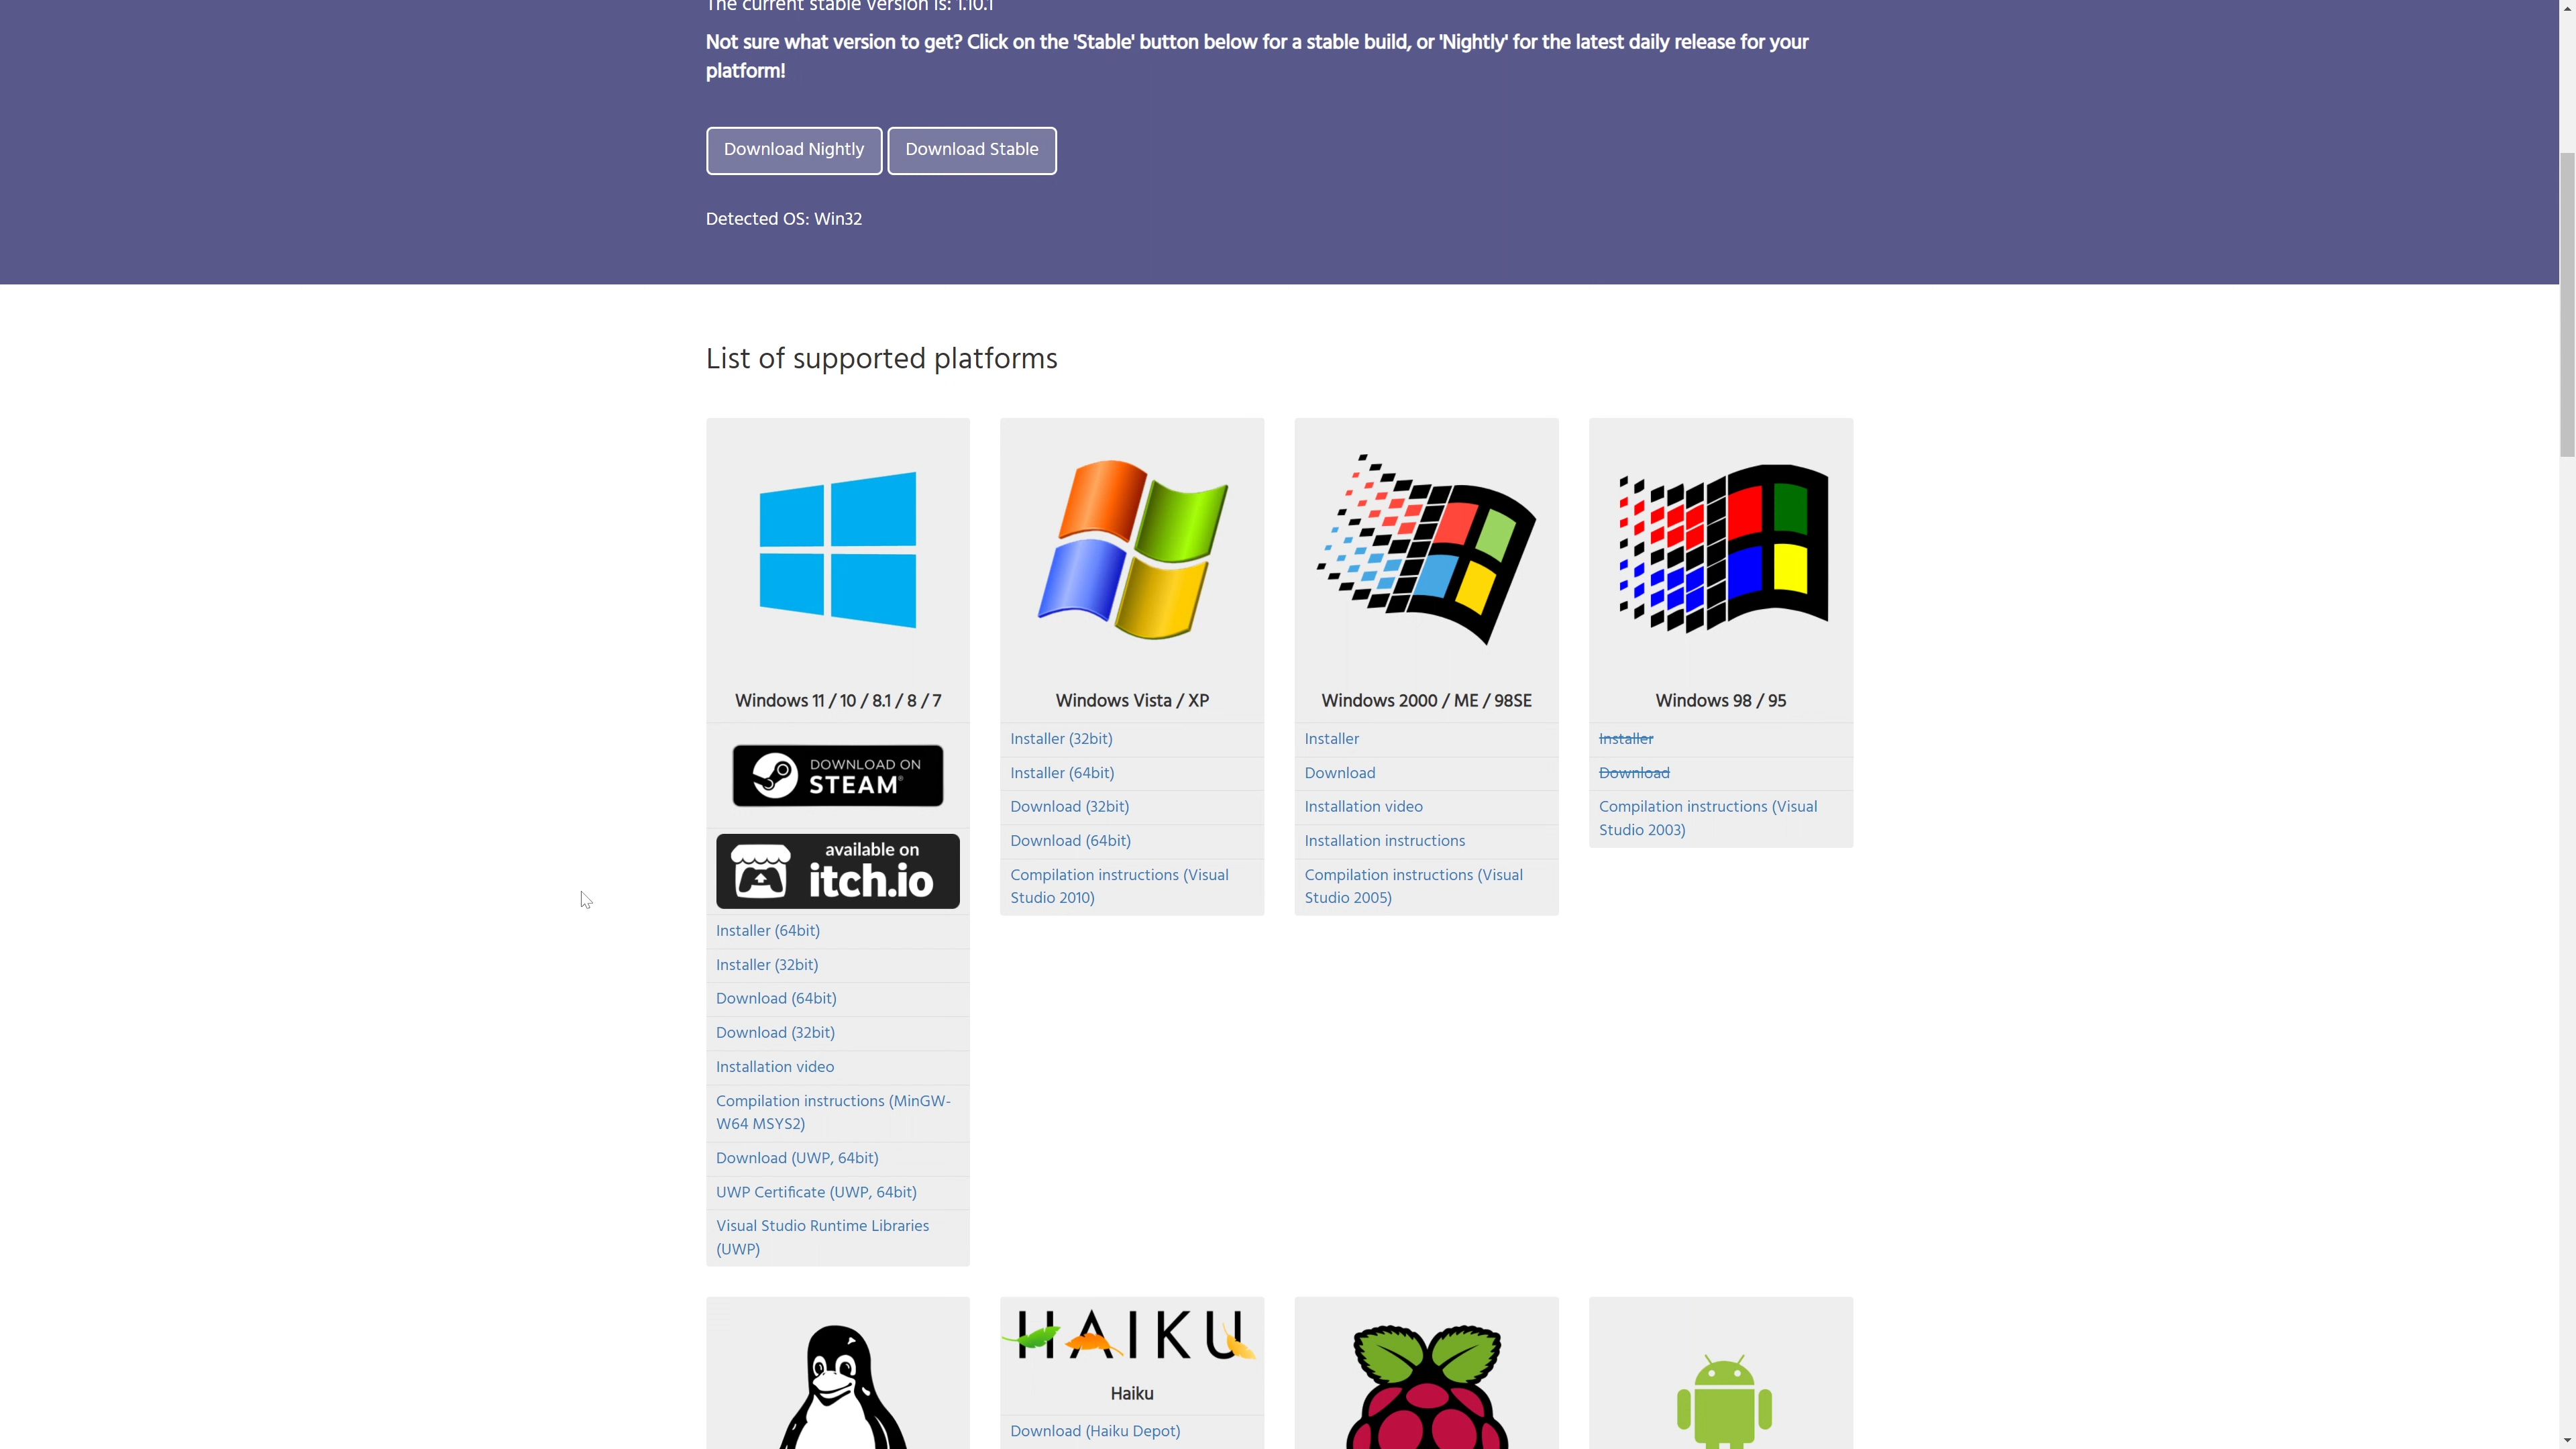 The current stable version is: 1.10.1
Not sure what version to get? Click on the 'Stable' button below for a stable build, or 'Nightly' for the latest daily release for your
platform!
Download Nightly
Download Stable
Detected OS: Win32
List of supported platforms
Windows 11 / 10 / 8.1 / 8 / 7
DOWNLOAD ON
STEAM®
available on
itch.io
Installer (64bit)
Installer (32bit)
Download (64bit)
Download (32bit)
Installation video
Compilation instructions (MinGW-
W64 MSYS2)
Download (UWP, 64bit)
UWP Certificate (UWP, 64bit)
Visual Studio Runtime Libraries
(UWP)
Windows Vista / XP
Installer (32bit)
Installer (64bit)
Download (32bit)
Download (64bit)
Compilation instructions (Visual
Studio 2010)
Windows 2000 / ME / 98SE
Installer
Download
Installation video
Installation instructions
Compilation instructions (Visual
Studio 2005)
Windows 98 / 95
Installer
Download
Compilation instructions (Visual
Studio 2003)
HAIKU
Haiku
Download (Haiku Depot)